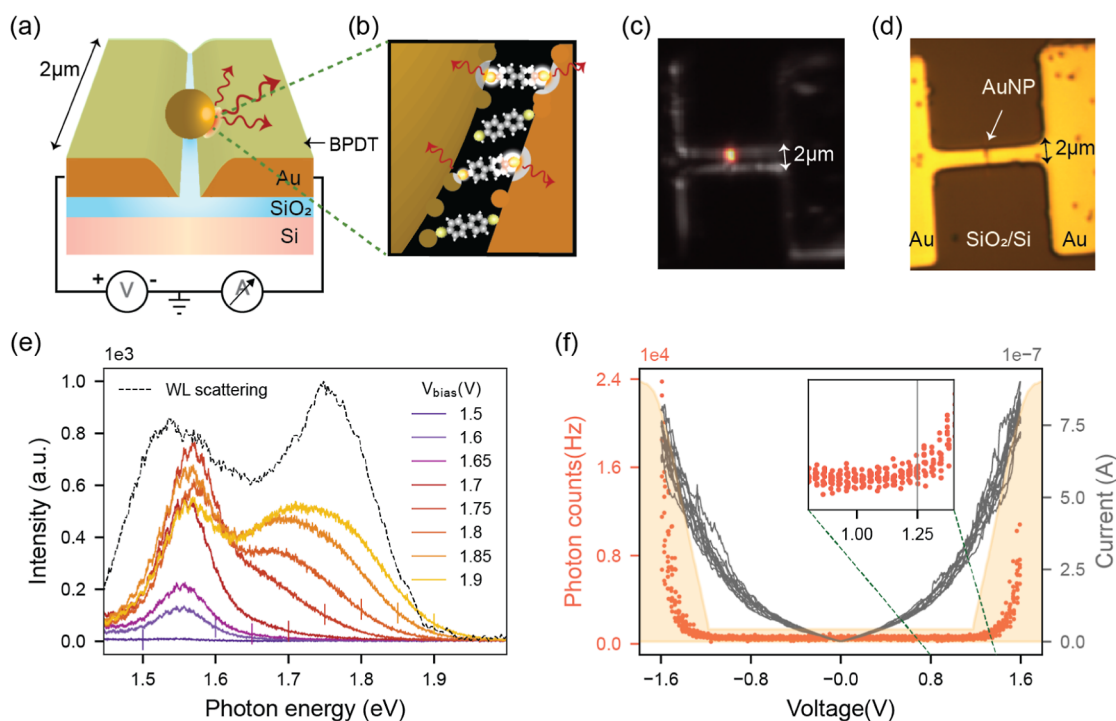 (a)
2μm
BPDT
Au
SiO₂
Si
+
V
-
A
(b)
(c)
2μm
(d)
AuNP
2μm
Au
SiO₂/Si
Au
(e)
1e3
WL scattering
V_bias(V)
1.5
1.6
1.65
1.7
1.75
1.8
1.85
1.9
1.0
0.8
0.6
0.4
0.2
0.0
Intensity (a.u.)
1.5
1.6
1.7
1.8
1.9
Photon energy (eV)
(f)
1e4
1e−7
2.4
1.6
0.8
0.0
Photon counts(Hz)
1.00
1.25
7.5
5.0
2.5
0.0
Current (A)
−1.6
−0.8
−0.0
0.8
1.6
Voltage(V)